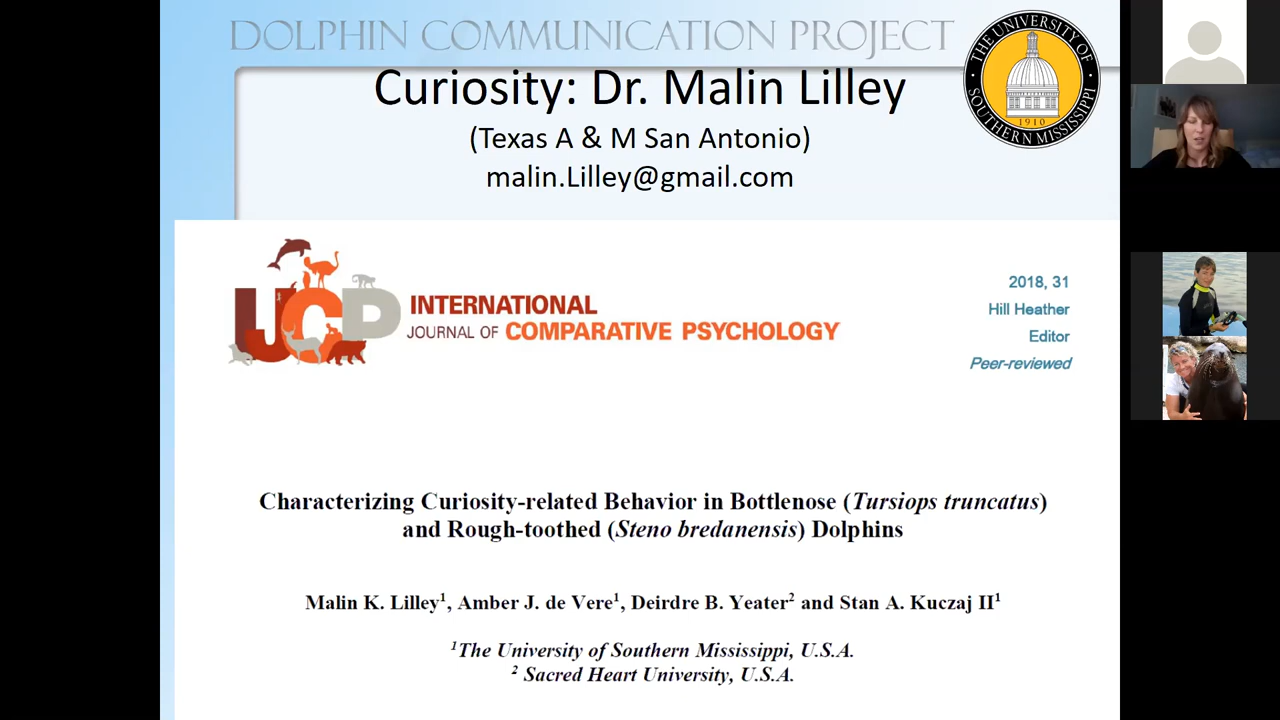 DOLPHIN COMMUNICATION PROJECT
THE UNIVERSITY OF SOUTHERN MISSISSIPPI
1910
Curiosity: Dr. Malin Lilley
(Texas A & M San Antonio)
malin.Lilley@gmail.com
IJCP INTERNATIONAL
JOURNAL OF COMPARATIVE PSYCHOLOGY
2018, 31
Hill Heather
Editor
Peer-reviewed
Characterizing Curiosity-related Behavior in Bottlenose (Tursiops truncatus)
and Rough-toothed (Steno bredanensis) Dolphins
Malin K. Lilley¹, Amber J. de Vere¹, Deirdre B. Yeater² and Stan A. Kuczaj II¹
¹The University of Southern Mississippi, U.S.A.
² Sacred Heart University, U.S.A.